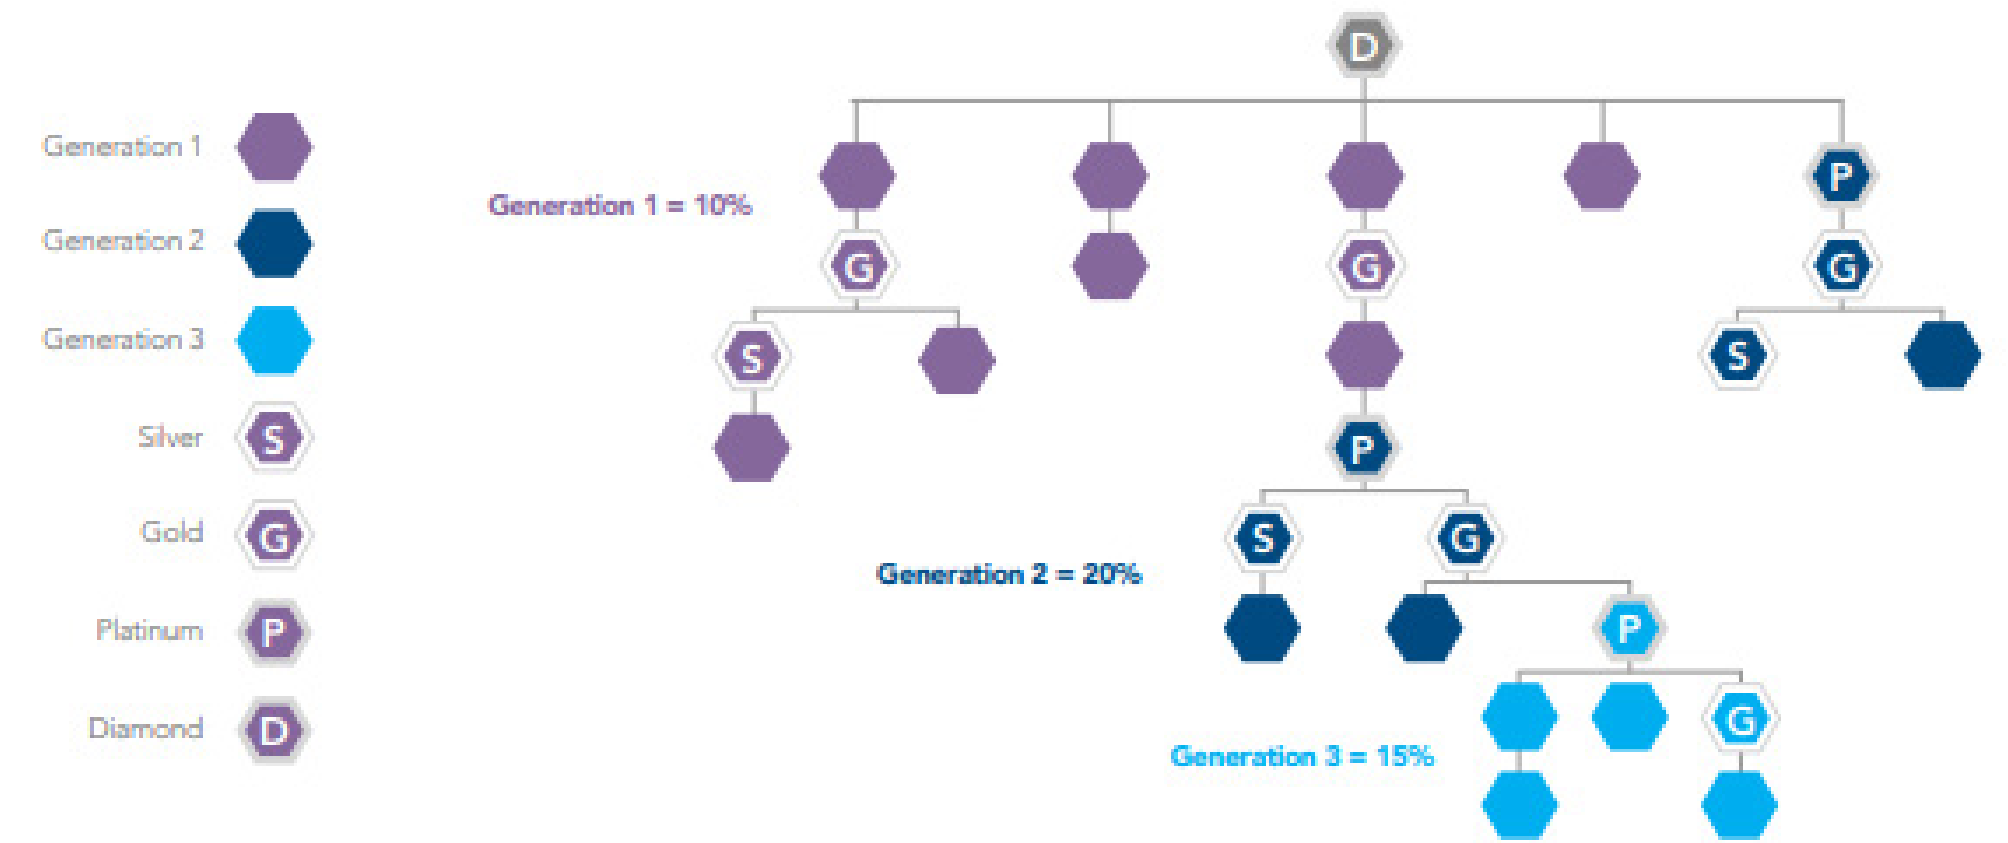 D
Generation 1
P
Generation 1 = 10%
Generation 2
G
G
G
Generation 3
S
S
Silver S
P
Gold G
S
G
Generation 2 = 20%
Platinum P
P
Diamond D
G
Generation 3 = 15%